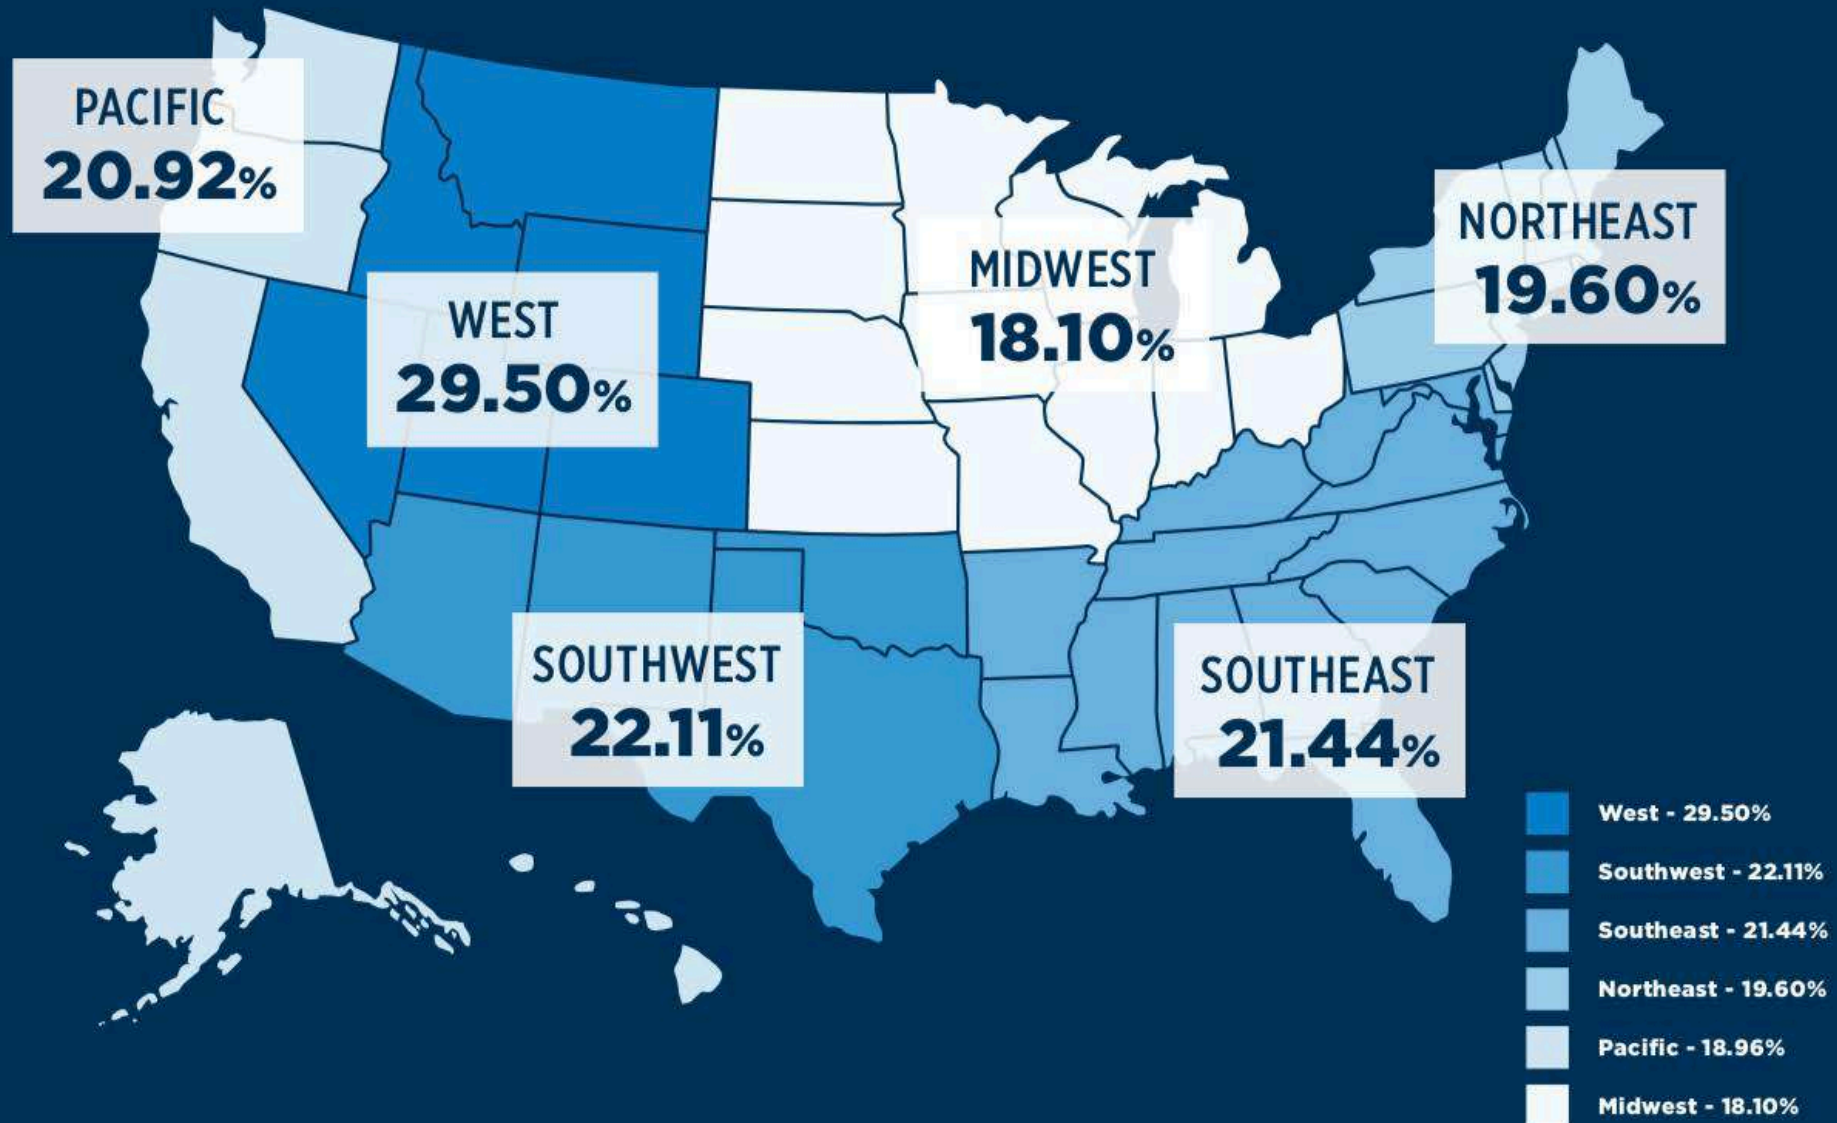 PACIFIC
20.92%
WEST
29.50%
MIDWEST
18.10%
NORTHEAST
19.60%
SOUTHWEST
22.11%
SOUTHEAST
21.44%
West - 29.50%
Southwest - 22.11%
Southeast - 21.44%
Northeast - 19.60%
Pacific - 18.96%
Midwest - 18.10%